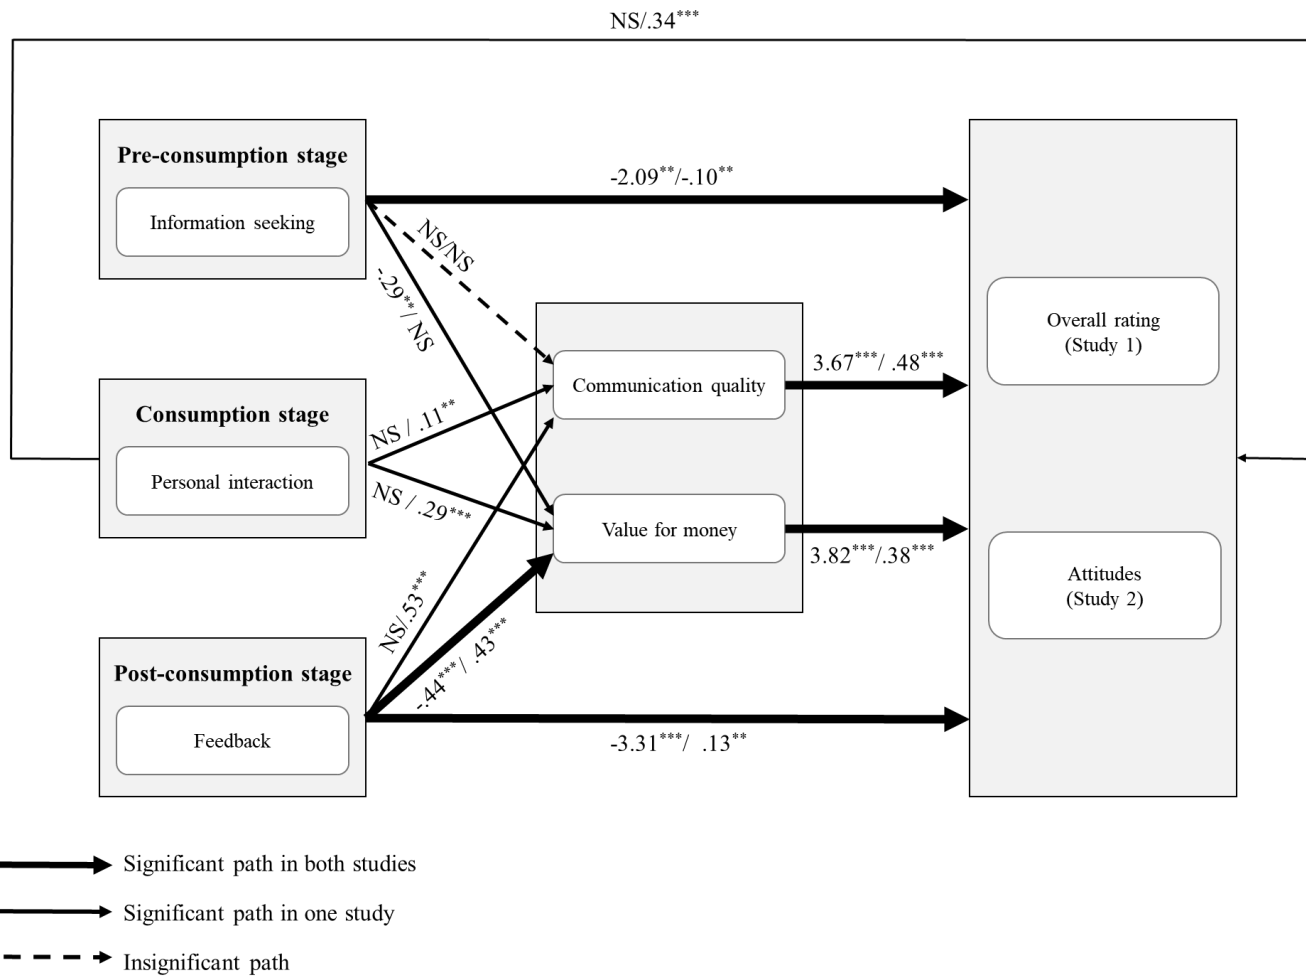 NS/.34***
Pre-consumption stage
Information seeking
-2.09**/-.10**
NS/NS
-.29**/ NS
Consumption stage
Personal interaction
NS / .11**
NS / .29***
Communication quality
3.67***/ .48***
Value for money
3.82***/.38***
Overall rating
(Study 1)
Attitudes
(Study 2)
Post-consumption stage
Feedback
NS/.53***
-.44***/ .43***
-3.31***/ .13**
Significant path in both studies
Significant path in one study
Insignificant path